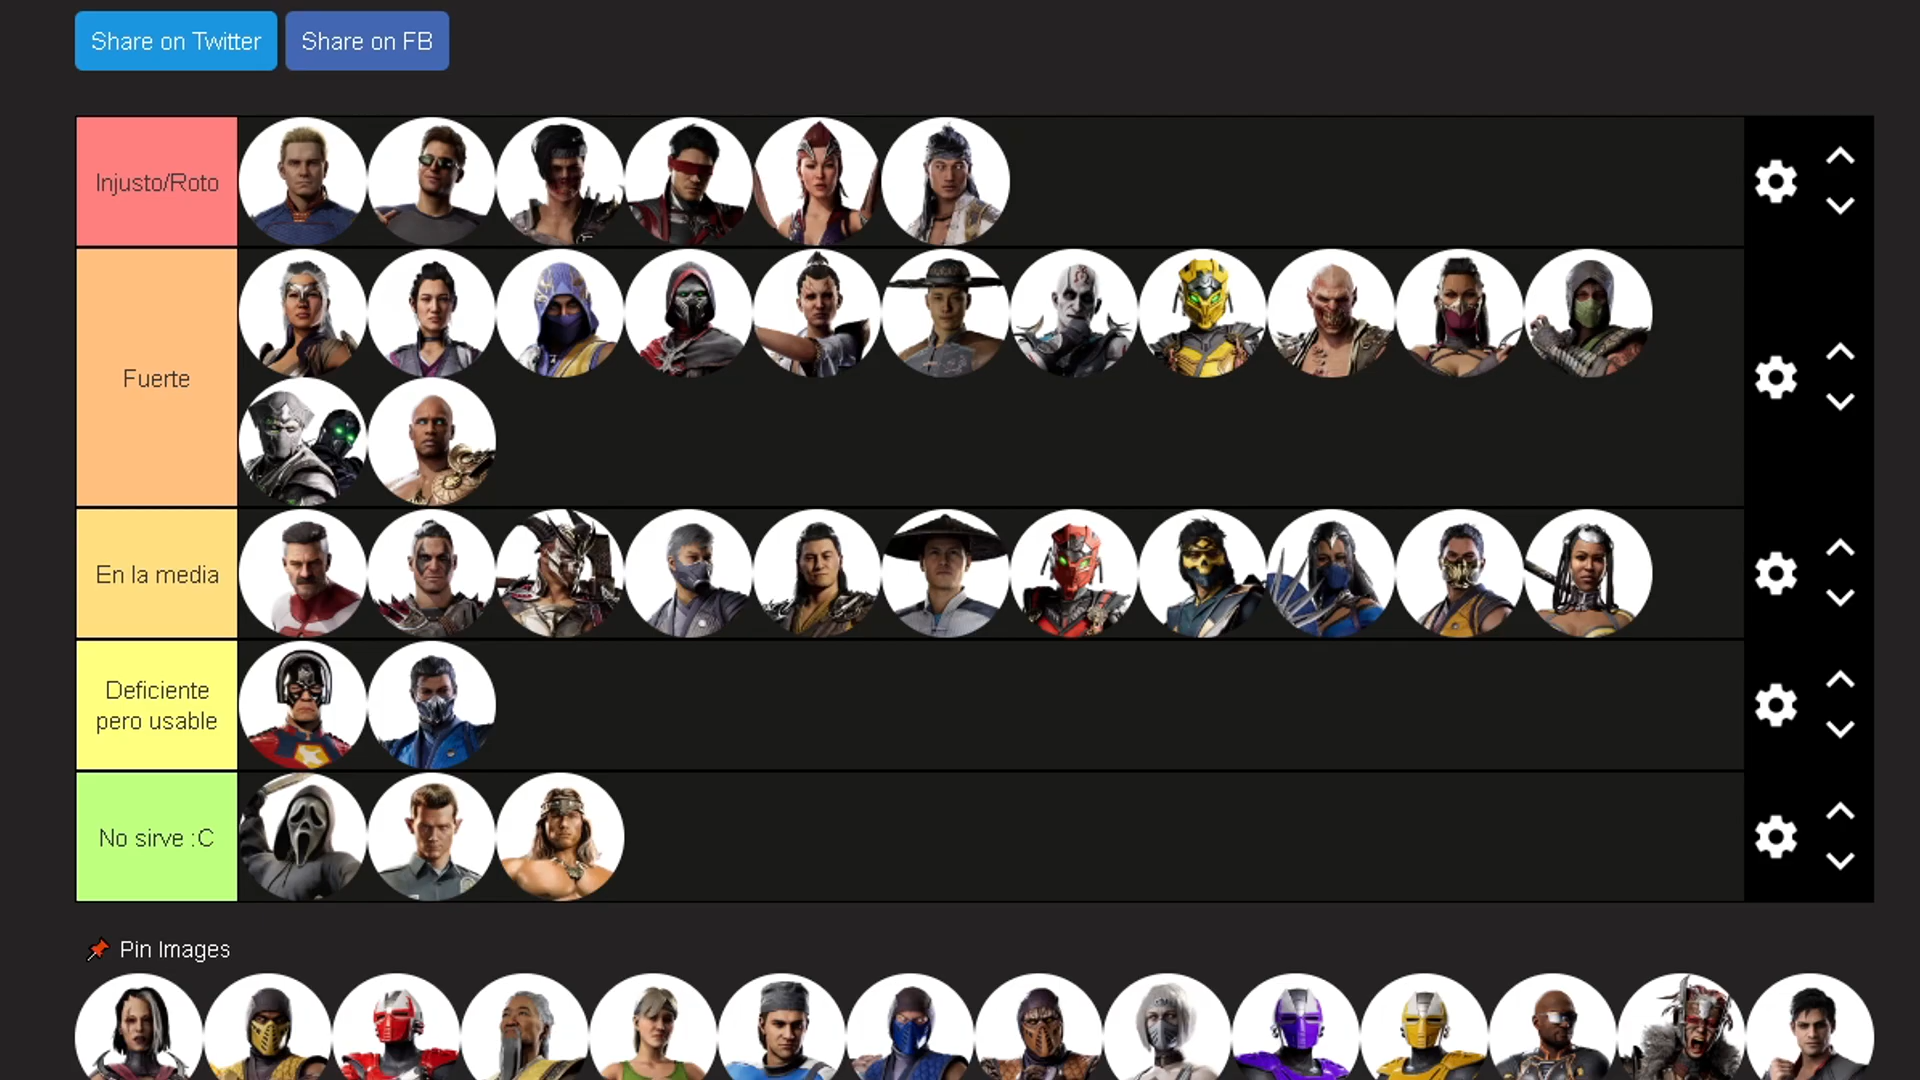 Share on Twitter
Share on FB
Injusto/Roto
Fuerte
En la media
Deficiente
pero usable
No sirve :C
Pin Images